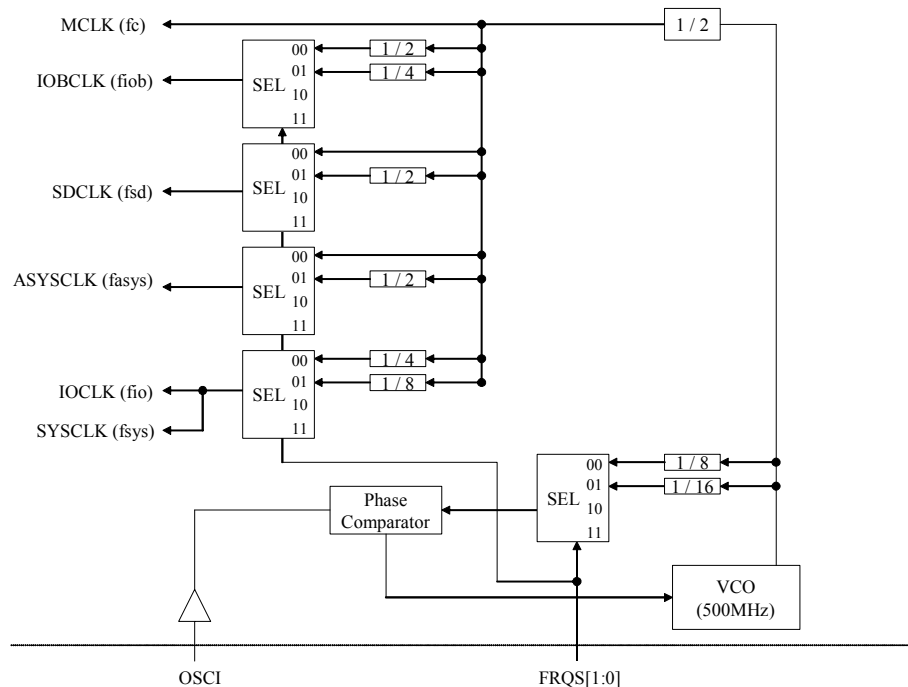 MCLK (fc)
1 / 2
00
1 / 2
01
1 / 4
IOBCLK (fiob)
SEL
10
11
00
01
1 / 2
SDCLK (fsd)
SEL
10
11
00
01
1 / 2
ASYSCLK (fasys)
SEL
10
11
00
1 / 4
01
1 / 8
IOCLK (fio)
SEL
10
11
SYSCLK (fsys)
00
1 / 8
01
1 / 16
SEL
10
11
Phase
Comparator
VCO
(500MHz)
OSCI
FRQS[1:0]